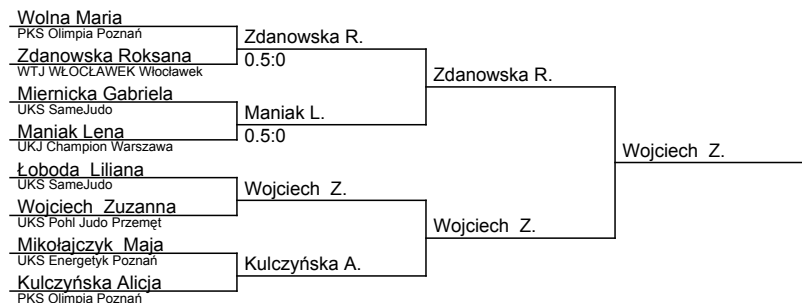 Wolna Maria
PKS Olimpia Poznań
Zdanowska Roksana
WTJ WŁOCŁAWEK Włocławek
Miernicka Gabriela
UKS SameJudo
Maniak Lena
UKJ Champion Warszawa
Łoboda  Liliana
UKS SameJudo
Wojciech  Zuzanna
UKS Pohl Judo Przemęt
Mikołajczyk  Maja
UKS Energetyk Poznań
Kulczyńska Alicja
PKS Olimpia Poznań
Zdanowska R.
0.5:0
Maniak L.
0.5:0
Wojciech  Z.
Kulczyńska A.
Zdanowska R.
Wojciech  Z.
Wojciech  Z.